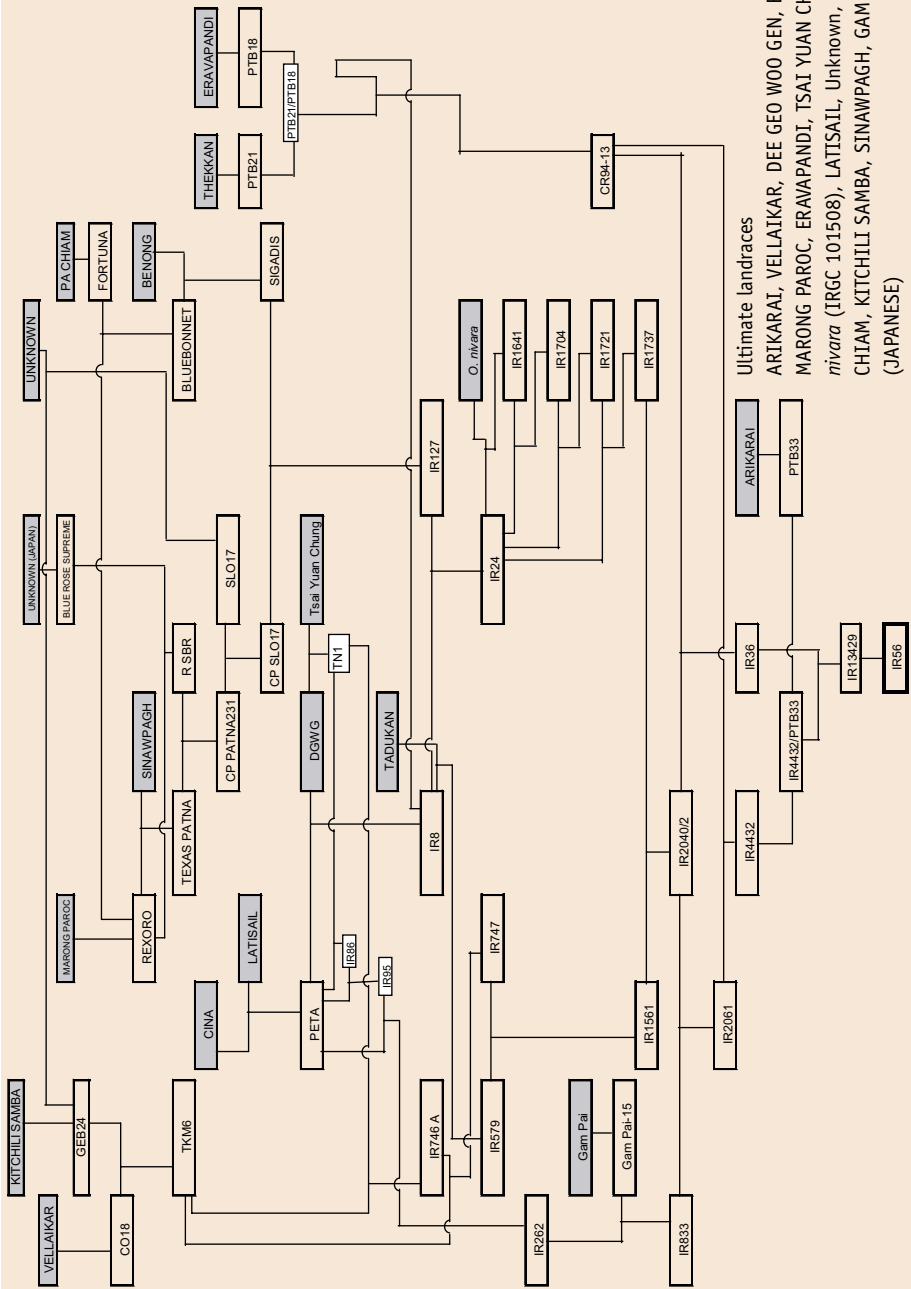 KITCHILI SAMBA
UNKNOWN (JAPAN)
UNKNOWN
VELLAIKAR
MARONG PAROC
BLUE ROSE SUPREME
PA CHIAM
GEB24
FORTUNA
CO18
REXORO
SINAWPAGH
BENONG
TKM6
TEXAS PATNA
R SBR
BLUEBONNET
THEKKAN
ERAVAPANDI
CINA
CP PATNA231
SLO17
PTB21
PTB18
LATISAIL
CP SLO17
SIGADIS
PTB21/PTB18
PETA
DGWG
Tsai Yuan Chung
TN1
IR86
IR95
TADUKAN
IR746 A
IR8
IR127
IR579
IR747
IR24
O. nivara
IR1641
IR262
IR1704
Gam Pai
CR94-13
Gam Pai-15
IR1721
IR1561
IR1737
IR833
IR2040/2
IR2061
IR4432
IR36
ARIKARAI
IR4432/PTB33
PTB33
IR13429
IR56
Ultimate landraces
ARIKARAI, VELLAIKAR, DEE GEO WOO GEN,
MARONG PAROC, ERAVAPANDI, TSAI YUAN
nivara (IRGC 101508), LATISAIL, Unknown,
CHIAM, KITCHILI SAMBA, SINAWPAGH, GAM
(JAPANESE)